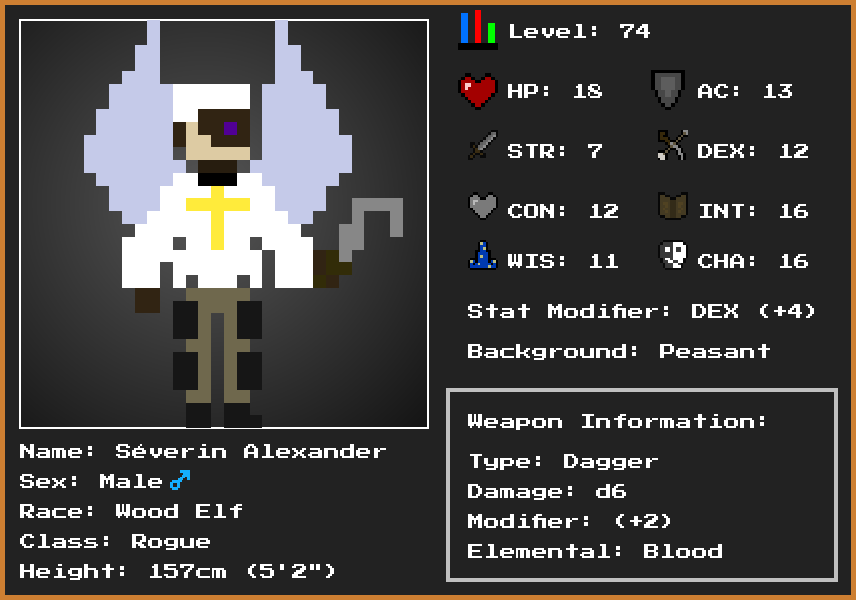 Level: 74
HP: 18
AC: 13
STR: 7
DEX: 12
CON: 12
INT: 16
WIS: 11
CHA: 16
Stat Modifier: DEX (+4)
Background: Peasant
Weapon Information:
Type: Dagger
Damage: d6
Modifier: (+2)
Elemental: Blood
Name: Séverin Alexander
Sex: Male♂
Race: Wood Elf
Class: Rogue
Height: 157cm (5'2")